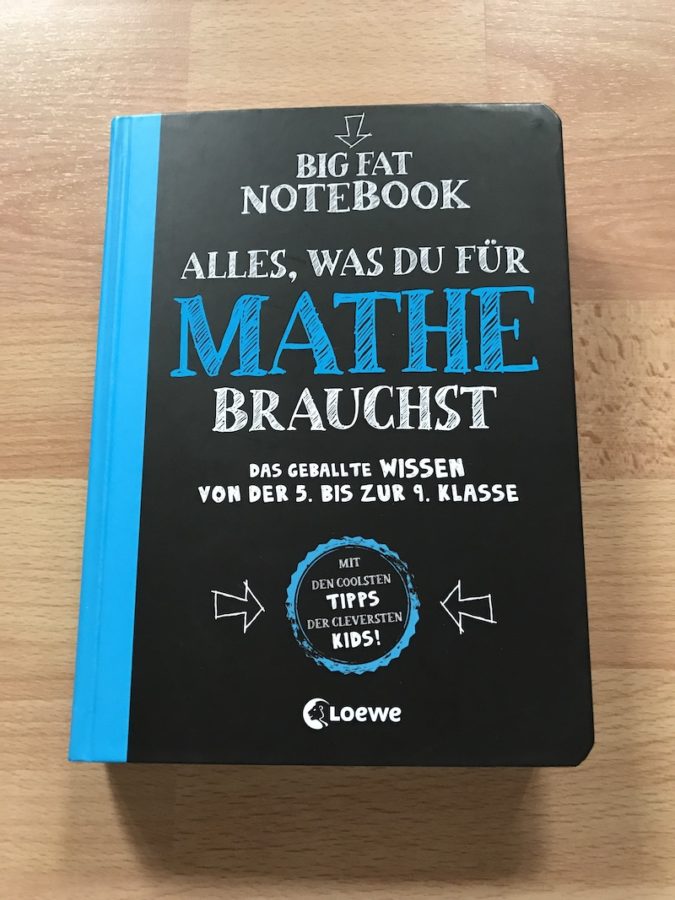 BIG FAT
NOTEBOOK
ALLES, WAS DU FÜR
MATHE
BRAUCHST
DAS GEBALLTE WISSEN
VON DER 5. BIS ZUR 9. KLASSE
MIT
DEN COOLSTEN
TIPPS
DER CLEVERSTEN
KIDS!
Loewe